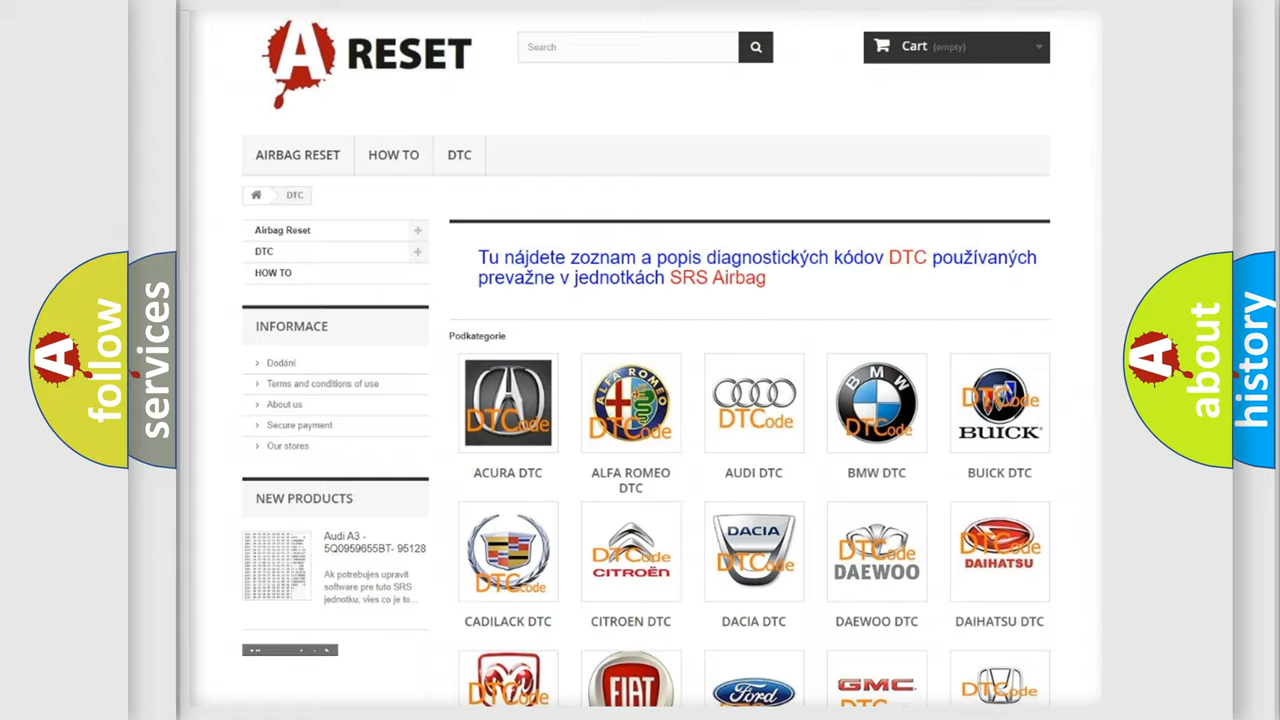 A RESET
Search
Cart (empty)
AIRBAG RESET
HOW TO
DTC
DTC
Airbag Reset
DTC
HOW TO
INFORMACE
Dodání
Terms and conditions of use
About us
Secure payment
Our stores
NEW PRODUCTS
Audi A3 -
5Q0959655BT- 95128
Ak potrebujes upravit
software pre tuto SRS
jednotku, vies co je to...
Tu nájdete zoznam a popis diagnostických kódov DTC používaných
prevažne v jednotkách SRS Airbag
Podkategorie
DTCode
ALFA ROMEO
DTCode
DTCode
BMW
DTCode
DTCode
BUICK
ACURA DTC
ALFA ROMEO
DTC
AUDI DTC
BMW DTC
BUICK DTC
DTCode
DTCode
CITROËN
DACIA
DTCode
DTCode
DAEWOO
DTCode
DAIHATSU
CADILACK DTC
CITROEN DTC
DACIA DTC
DAEWOO DTC
DAIHATSU DTC
DTCode
FIAT
Ford
DTCode
GMC
DTCode
A
follow
services
A
about
history